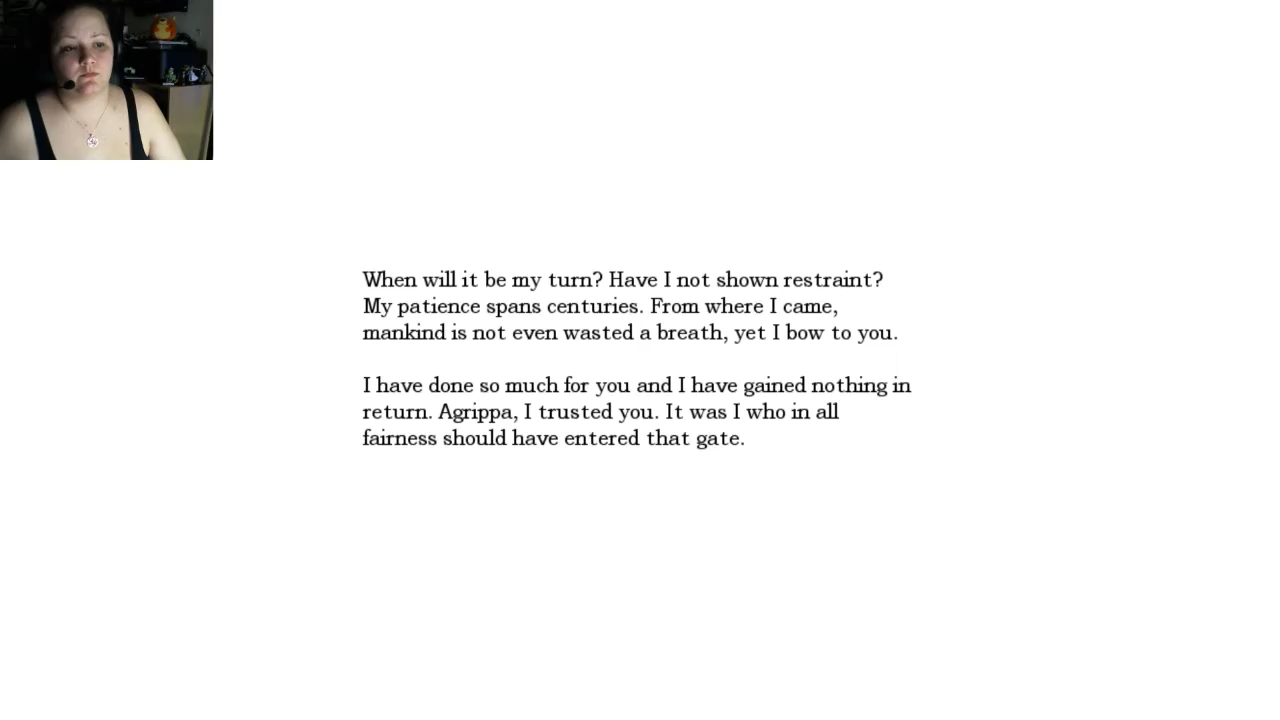 When will it be my turn? Have I not shown restraint?
My patience spans centuries. From where I came,
mankind is not even wasted a breath, yet I bow to you.
I have done so much for you and I have gained nothing in
return. Agrippa, I trusted you. It was I who in all
fairness should have entered that gate.